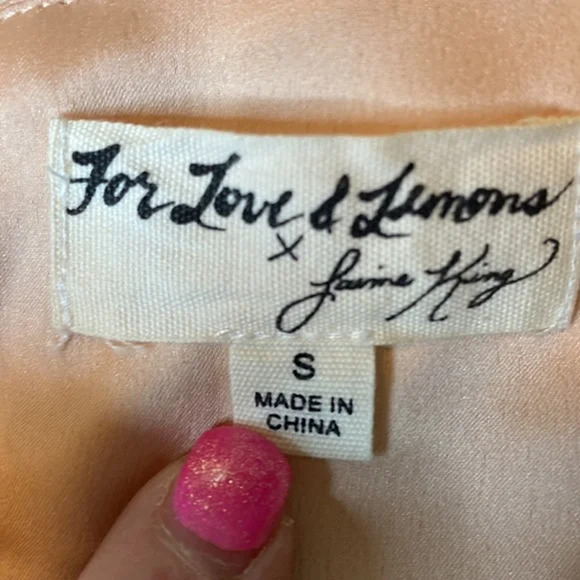 For Love & Lemons
X
Jaime King
S
MADE IN
CHINA